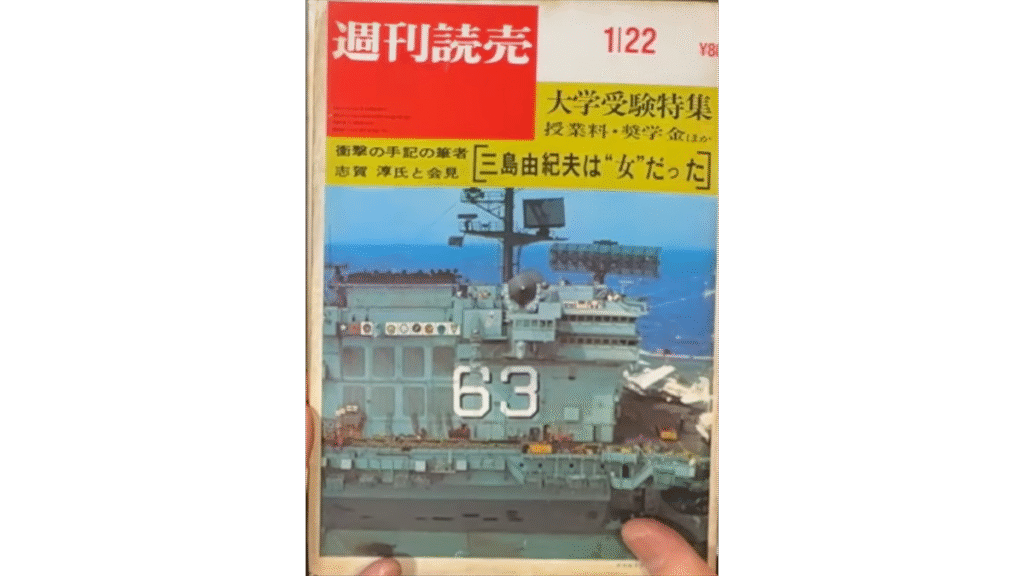 週刊読売
1|22
大学受験特集
授業料・奨学金ほか
衝撃の手記の筆者
志賀 淳氏と会見
[三島由紀夫は“女”だった]
63